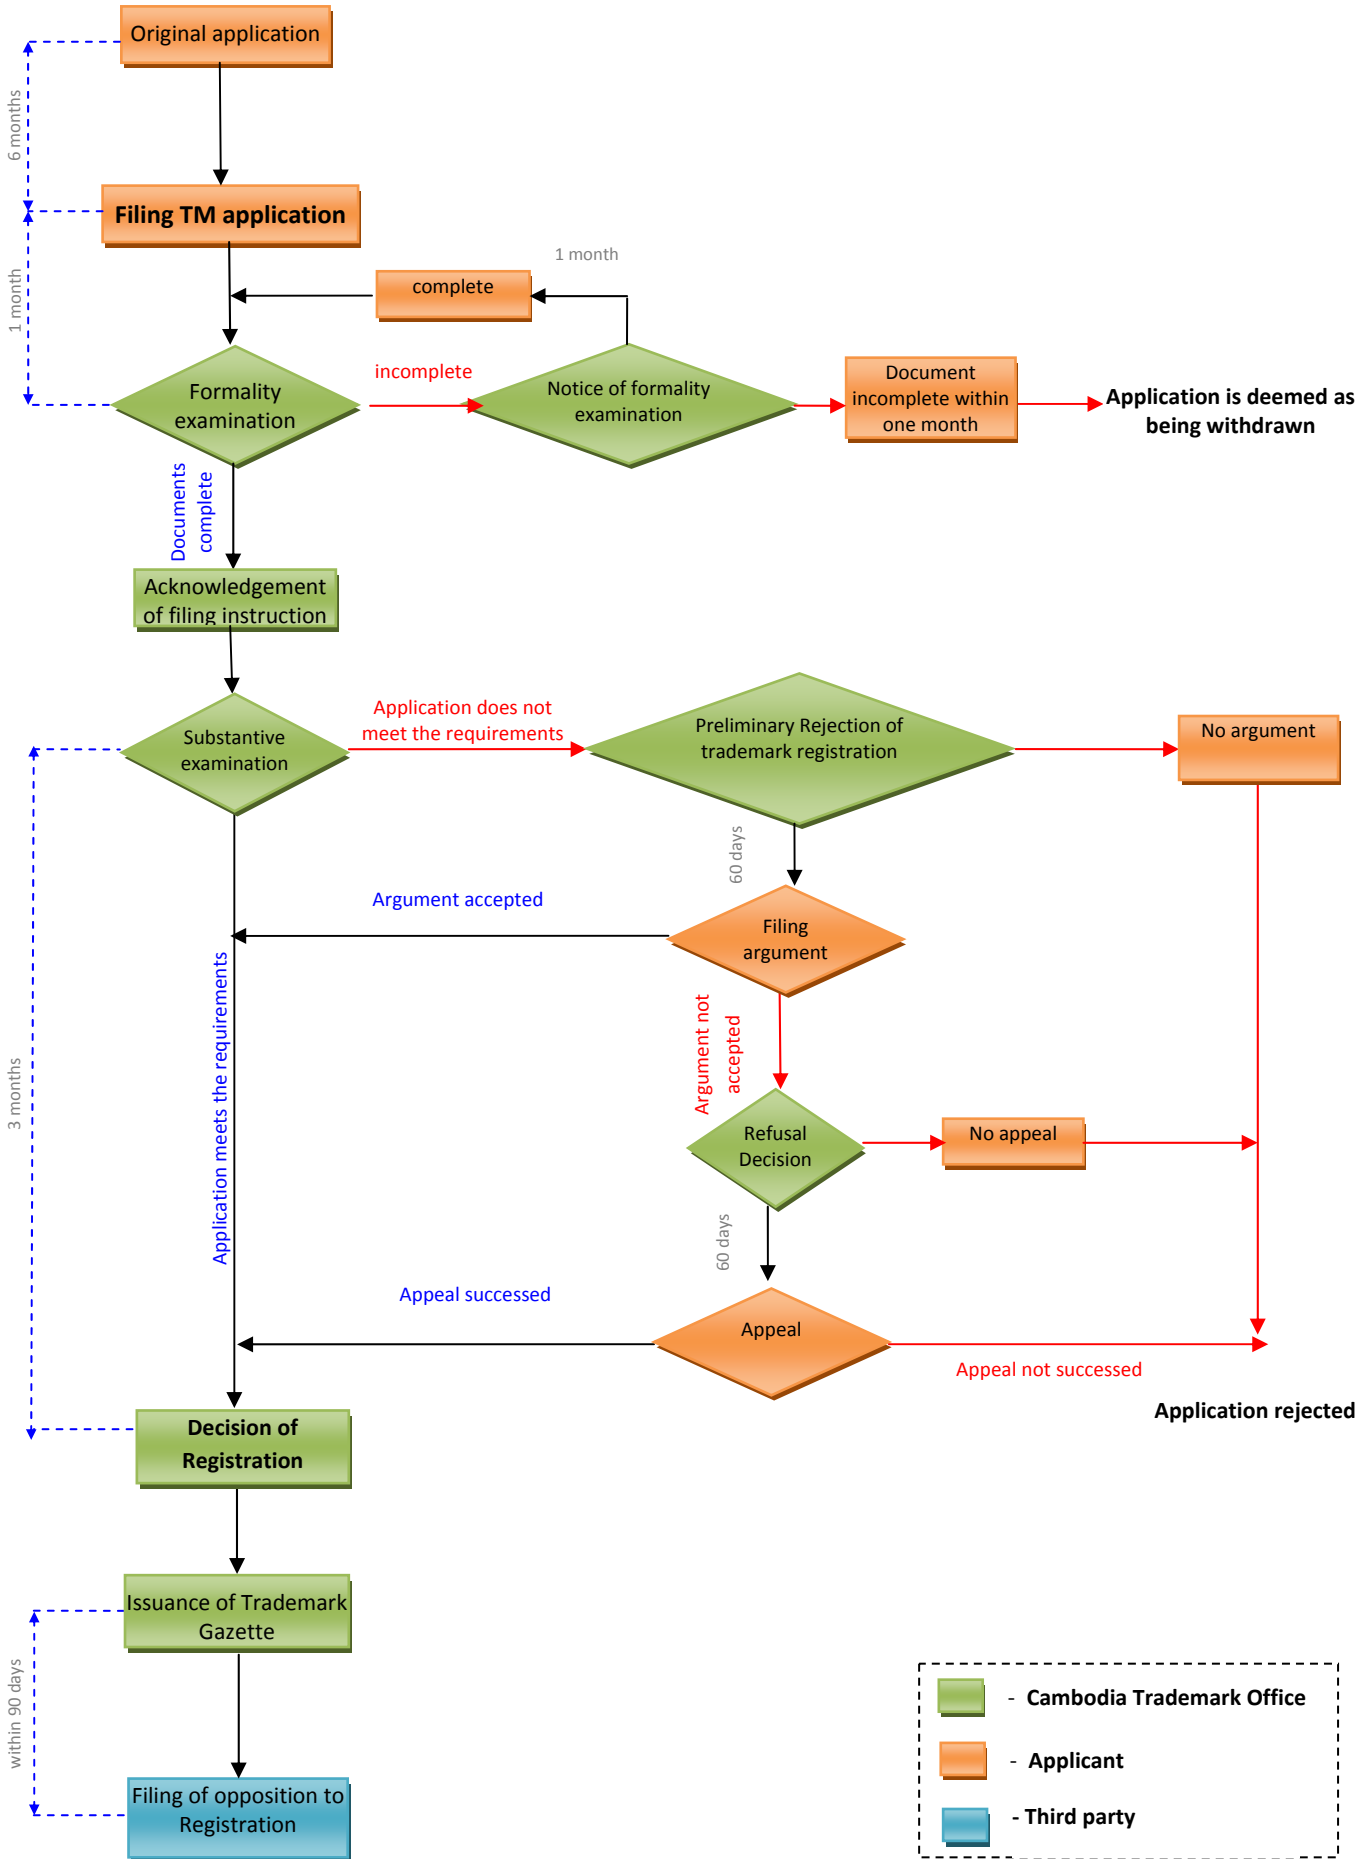 Original application
6 months
Filing TM application
1 month
complete
1 month
Formality
examination
incomplete
Notice of formality
examination
Document
incomplete within
one month
Application is deemed as
being withdrawn
Documents
complete
Acknowledgement
of filing instruction
Substantive
examination
Application does not
meet the requirements
Preliminary Rejection of
trademark registration
No argument
60 days
Argument accepted
Filing
argument
Application meets the requirements
3 months
Argument not
accepted
Refusal
Decision
No appeal
60 days
Appeal successed
Appeal
Appeal not successed
Application rejected
Decision of
Registration
Issuance of Trademark
Gazette
within 90 days
Filing of opposition to
Registration
- Cambodia Trademark Office
- Applicant
- Third party